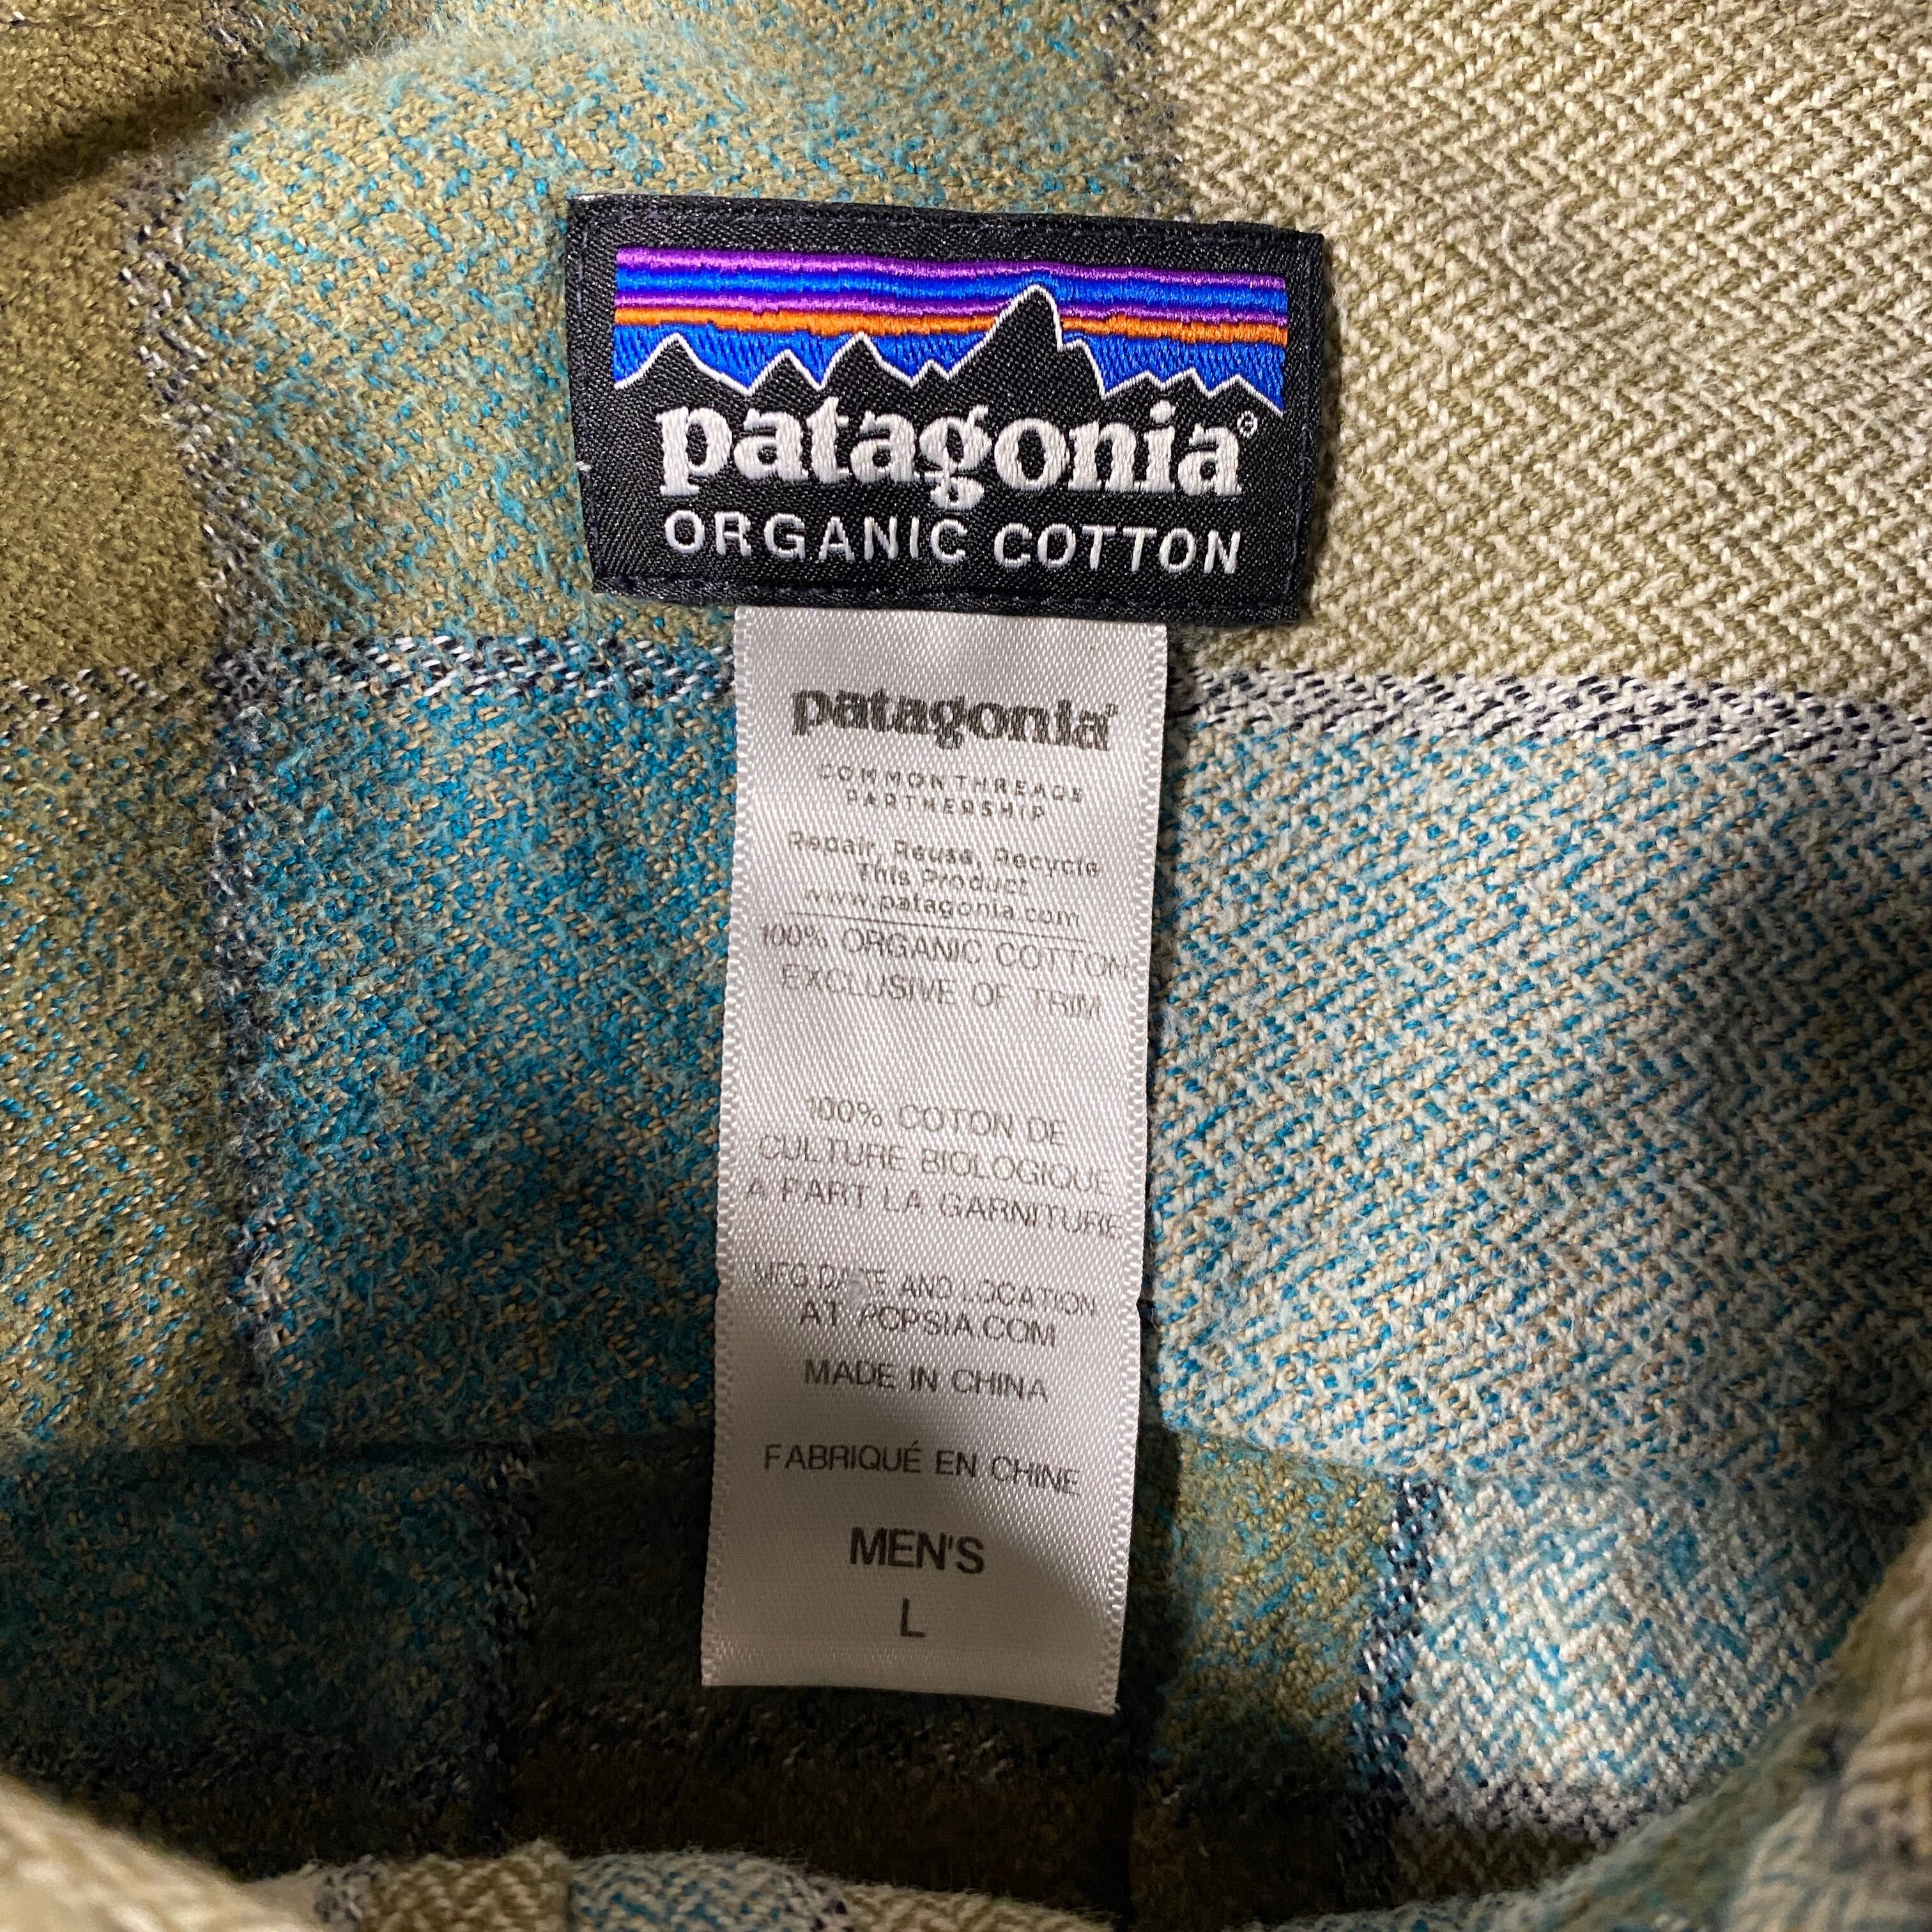 patagonia®
ORGANIC COTTON
patagonia®
COMMON THREADS
PARTNERSHIP
Repair, Reuse, Recycle
This Product
www.patagonia.com
100% ORGANIC COTTON
EXCLUSIVE OF TRIM
100% COTON DE
CULTURE BIOLOGIQUE
À PART LA GARNITURE
MFG DATE AND LOCATION
AT POPSIA.COM
MADE IN CHINA
FABRIQUÉ EN CHINE
MEN'S
L